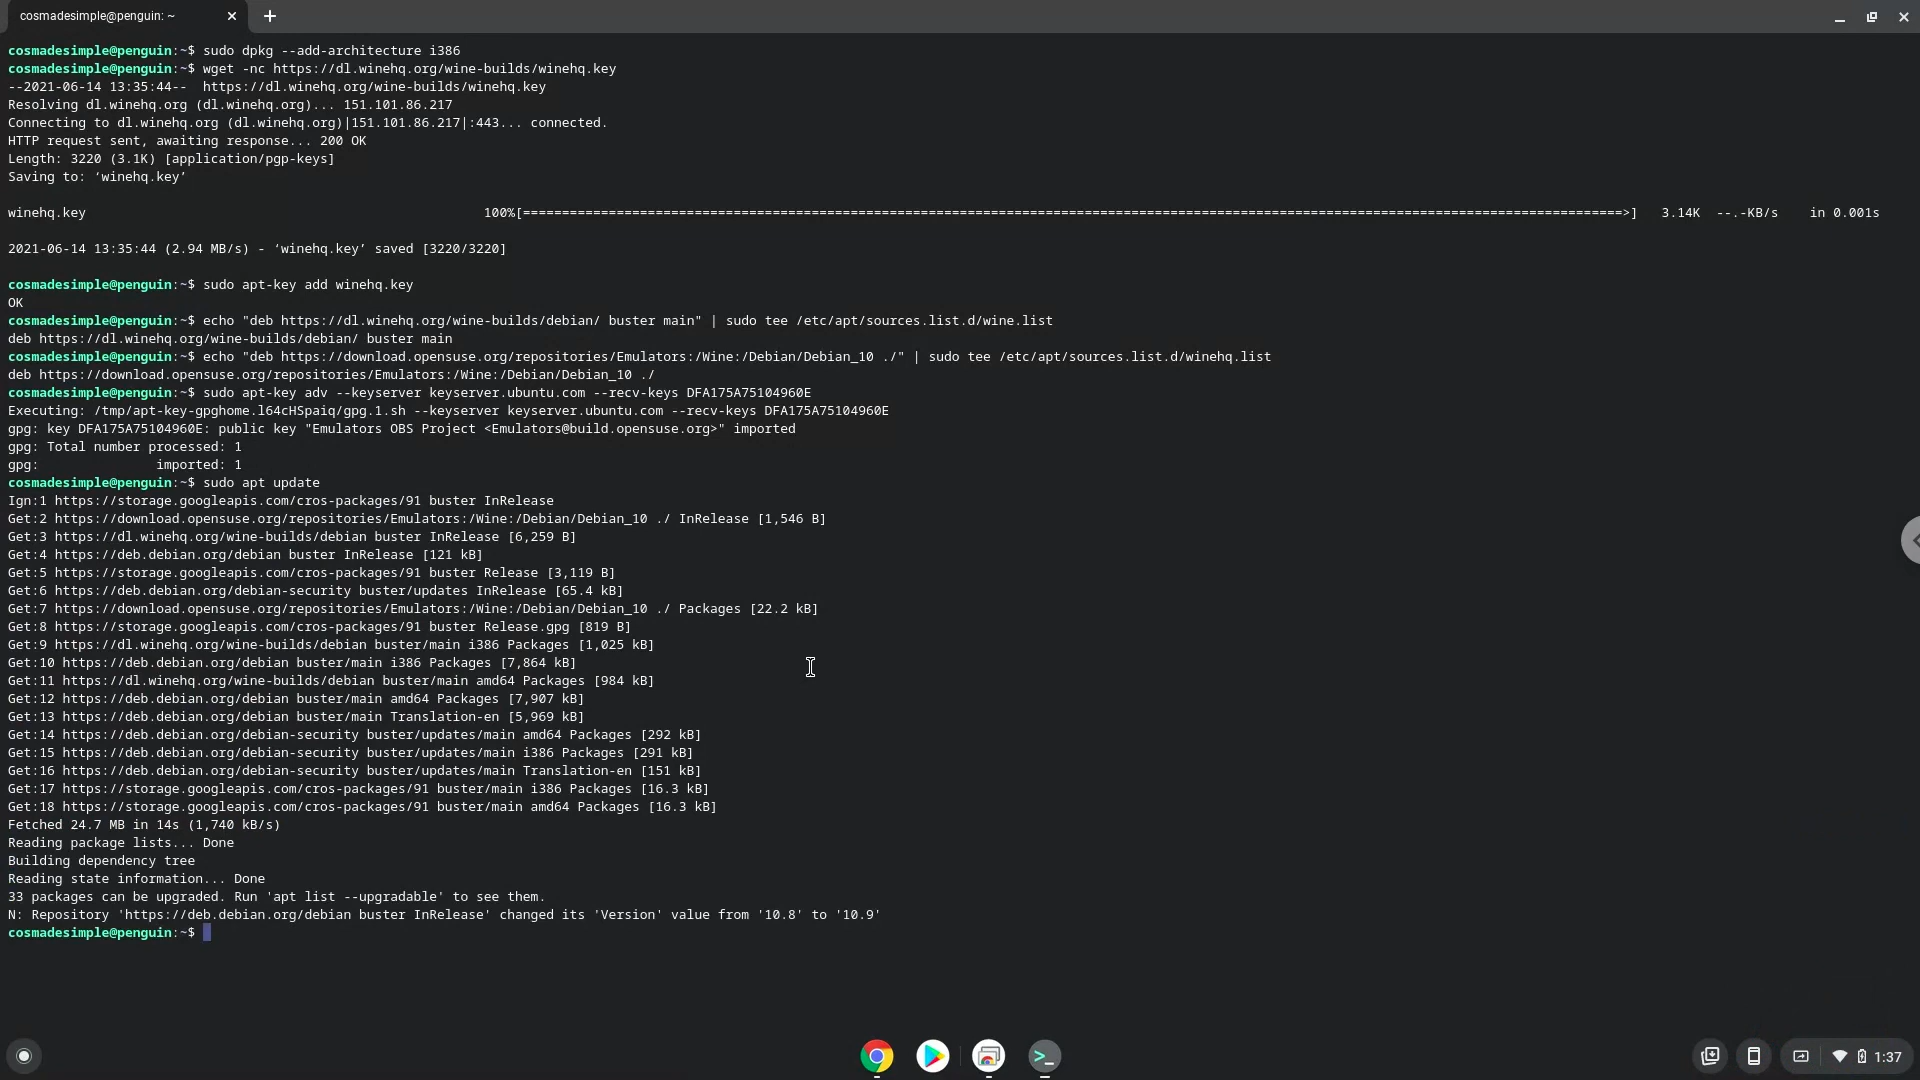 cosmadesimple@penguin: ~
cosmadesimple@penguin:~$ sudo dpkg --add-architecture i386
cosmadesimple@penguin:~$ wget -nc https://dl.winehq.org/wine-builds/winehq.key
--2021-06-14 13:35:44--  https://dl.winehq.org/wine-builds/winehq.key
Resolving dl.winehq.org (dl.winehq.org)... 151.101.86.217
Connecting to dl.winehq.org (dl.winehq.org)|151.101.86.217|:443... connected.
HTTP request sent, awaiting response... 200 OK
Length: 3220 (3.1K) [application/pgp-keys]
Saving to: ‘winehq.key’
winehq.key 100%[=============================================================================================================================================>] 3.14K --.-KB/s in 0.001s
2021-06-14 13:35:44 (2.94 MB/s) - ‘winehq.key’ saved [3220/3220]
cosmadesimple@penguin:~$ sudo apt-key add winehq.key
OK
cosmadesimple@penguin:~$ echo "deb https://dl.winehq.org/wine-builds/debian/ buster main" | sudo tee /etc/apt/sources.list.d/wine.list
deb https://dl.winehq.org/wine-builds/debian/ buster main
cosmadesimple@penguin:~$ echo "deb https://download.opensuse.org/repositories/Emulators:/Wine:/Debian/Debian_10 ./" | sudo tee /etc/apt/sources.list.d/winehq.list
deb https://download.opensuse.org/repositories/Emulators:/Wine:/Debian/Debian_10 ./
cosmadesimple@penguin:~$ sudo apt-key adv --keyserver keyserver.ubuntu.com --recv-keys DFA175A75104960E
Executing: /tmp/apt-key-gpghome.l64cHSpaiq/gpg.1.sh --keyserver keyserver.ubuntu.com --recv-keys DFA175A75104960E
gpg: key DFA175A75104960E: public key "Emulators OBS Project <Emulators@build.opensuse.org>" imported
gpg: Total number processed: 1
gpg:               imported: 1
cosmadesimple@penguin:~$ sudo apt update
Ign:1 https://storage.googleapis.com/cros-packages/91 buster InRelease
Get:2 https://download.opensuse.org/repositories/Emulators:/Wine:/Debian/Debian_10 ./ InRelease [1,546 B]
Get:3 https://dl.winehq.org/wine-builds/debian buster InRelease [6,259 B]
Get:4 https://deb.debian.org/debian buster InRelease [121 kB]
Get:5 https://storage.googleapis.com/cros-packages/91 buster Release [3,119 B]
Get:6 https://deb.debian.org/debian-security buster/updates InRelease [65.4 kB]
Get:7 https://download.opensuse.org/repositories/Emulators:/Wine:/Debian/Debian_10 ./ Packages [22.2 kB]
Get:8 https://storage.googleapis.com/cros-packages/91 buster Release.gpg [819 B]
Get:9 https://dl.winehq.org/wine-builds/debian buster/main i386 Packages [1,025 kB]
Get:10 https://deb.debian.org/debian buster/main i386 Packages [7,864 kB]
Get:11 https://dl.winehq.org/wine-builds/debian buster/main amd64 Packages [984 kB]
Get:12 https://deb.debian.org/debian buster/main amd64 Packages [7,907 kB]
Get:13 https://deb.debian.org/debian buster/main Translation-en [5,969 kB]
Get:14 https://deb.debian.org/debian-security buster/updates/main amd64 Packages [292 kB]
Get:15 https://deb.debian.org/debian-security buster/updates/main i386 Packages [291 kB]
Get:16 https://deb.debian.org/debian-security buster/updates/main Translation-en [151 kB]
Get:17 https://storage.googleapis.com/cros-packages/91 buster/main i386 Packages [16.3 kB]
Get:18 https://storage.googleapis.com/cros-packages/91 buster/main amd64 Packages [16.3 kB]
Fetched 24.7 MB in 14s (1,740 kB/s)
Reading package lists... Done
Building dependency tree
Reading state information... Done
33 packages can be upgraded. Run 'apt list --upgradable' to see them.
N: Repository 'https://deb.debian.org/debian buster InRelease' changed its 'Version' value from '10.8' to '10.9'
cosmadesimple@penguin:~$
1:37